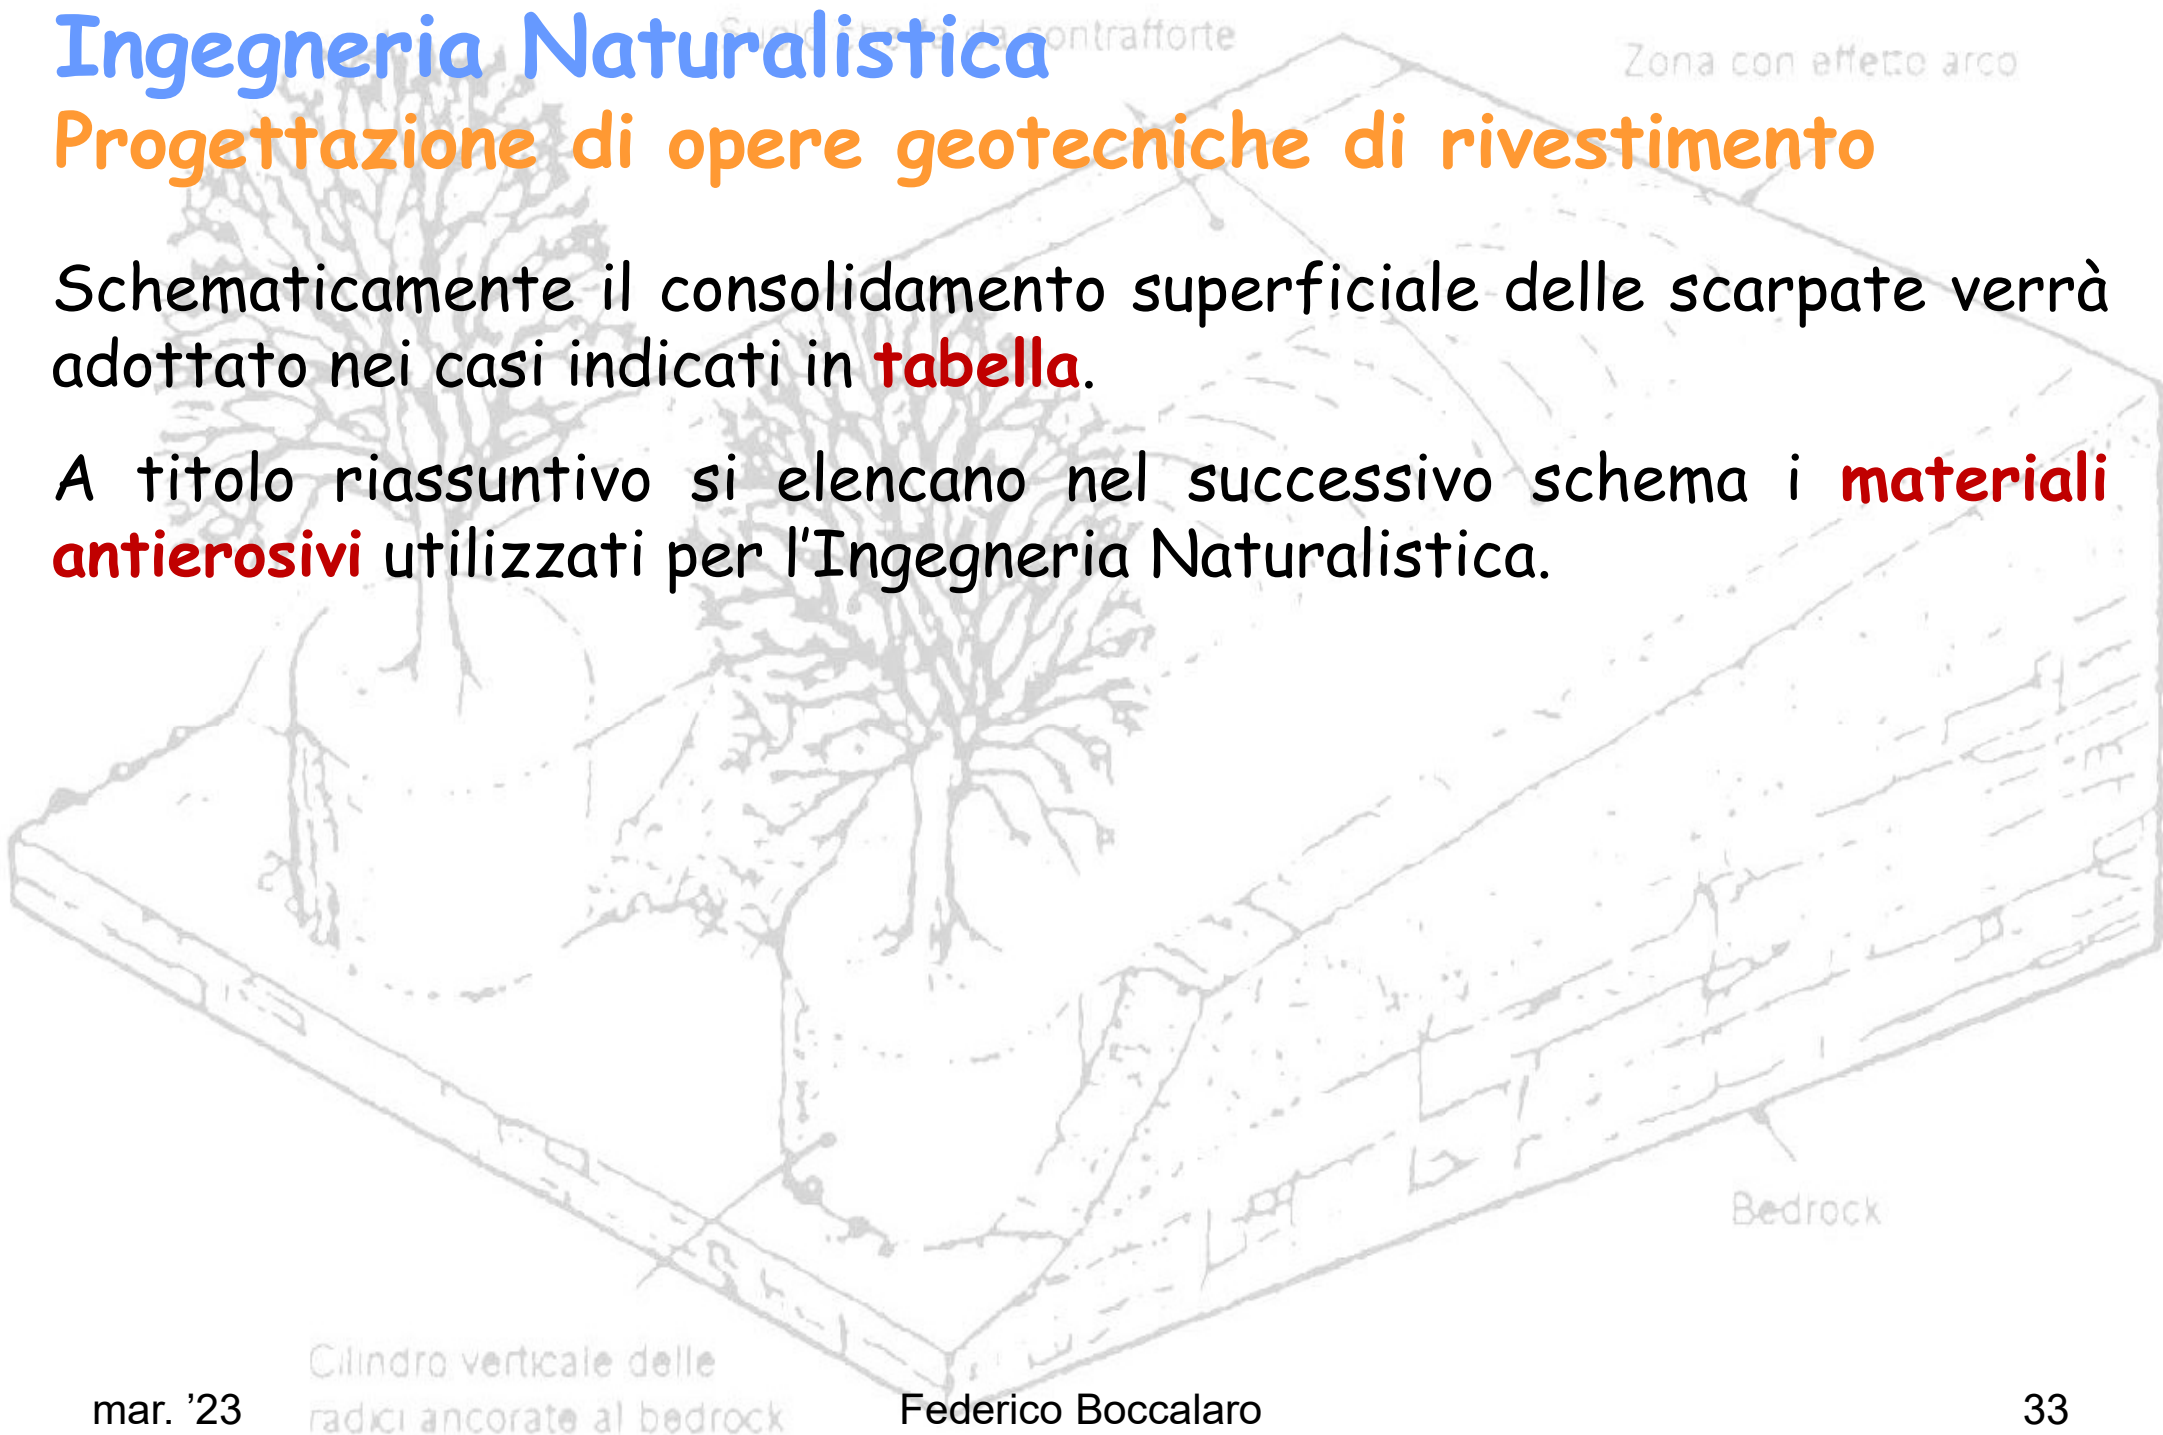 Ingegneria Naturalistica
contrafforte
Zona con effetto arco
Progettazione di opere geotecniche di rivestimento
Schematicamente il consolidamento superficiale delle scarpate verrà
adottato nei casi indicati in tabella.
A titolo riassuntivo si elencano nel successivo schema i materiali
antierosivi utilizzati per l’Ingegneria Naturalistica.
Bedrock
Cilindro verticale delle
radici ancorate al bedrock
mar. ’23
Federico Boccalaro
33